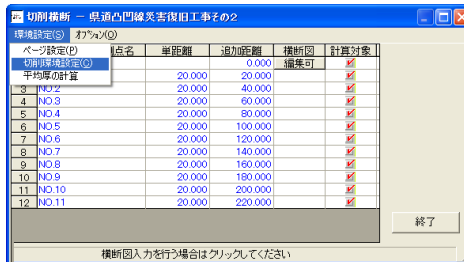 切削横断 － 県道凸凹線災害復旧工事その2
環境設定(S) オプション(O)
ページ設定(P)
切削環境設定(C)
平均厚の計算
点名 単距離 追加距離 横断図 計算対象
0.000 編集可
20.000 20.000
3 NO.2 20.000 40.000
4 NO.3 20.000 60.000
5 NO.4 20.000 80.000
6 NO.5 20.000 100.000
7 NO.6 20.000 120.000
8 NO.7 20.000 140.000
9 NO.8 20.000 160.000
10 NO.9 20.000 180.000
11 NO.10 20.000 200.000
12 NO.11 20.000 220.000
終了
横断図入力を行う場合はクリックしてください